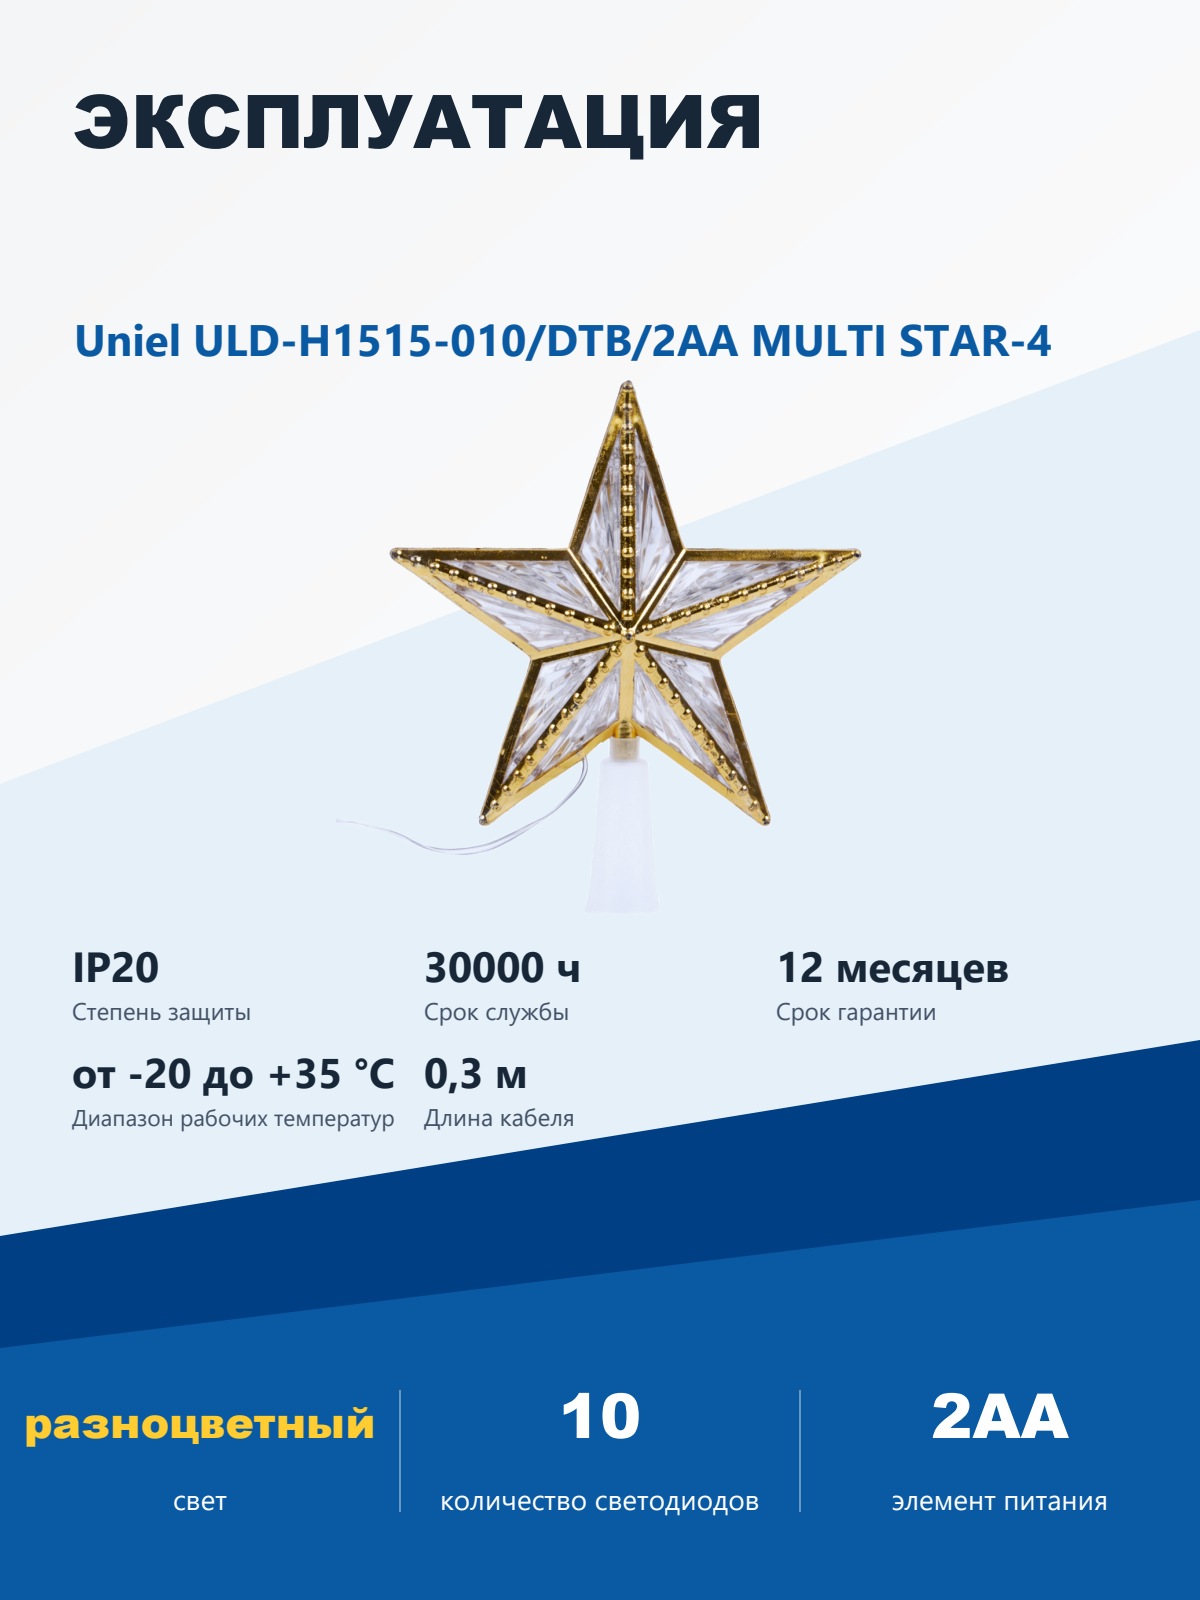 ЭКСПЛУАТАЦИЯ
Uniel ULD-H1515-010/DTB/2AA MULTI STAR-4
IP20
Степень защиты
30000 ч
Срок службы
12 месяцев
Срок гарантии
от -20 до +35 °C
Диапазон рабочих температур
0,3 м
Длина кабеля
разноцветный
свет
10
количество светодиодов
2AA
элемент питания